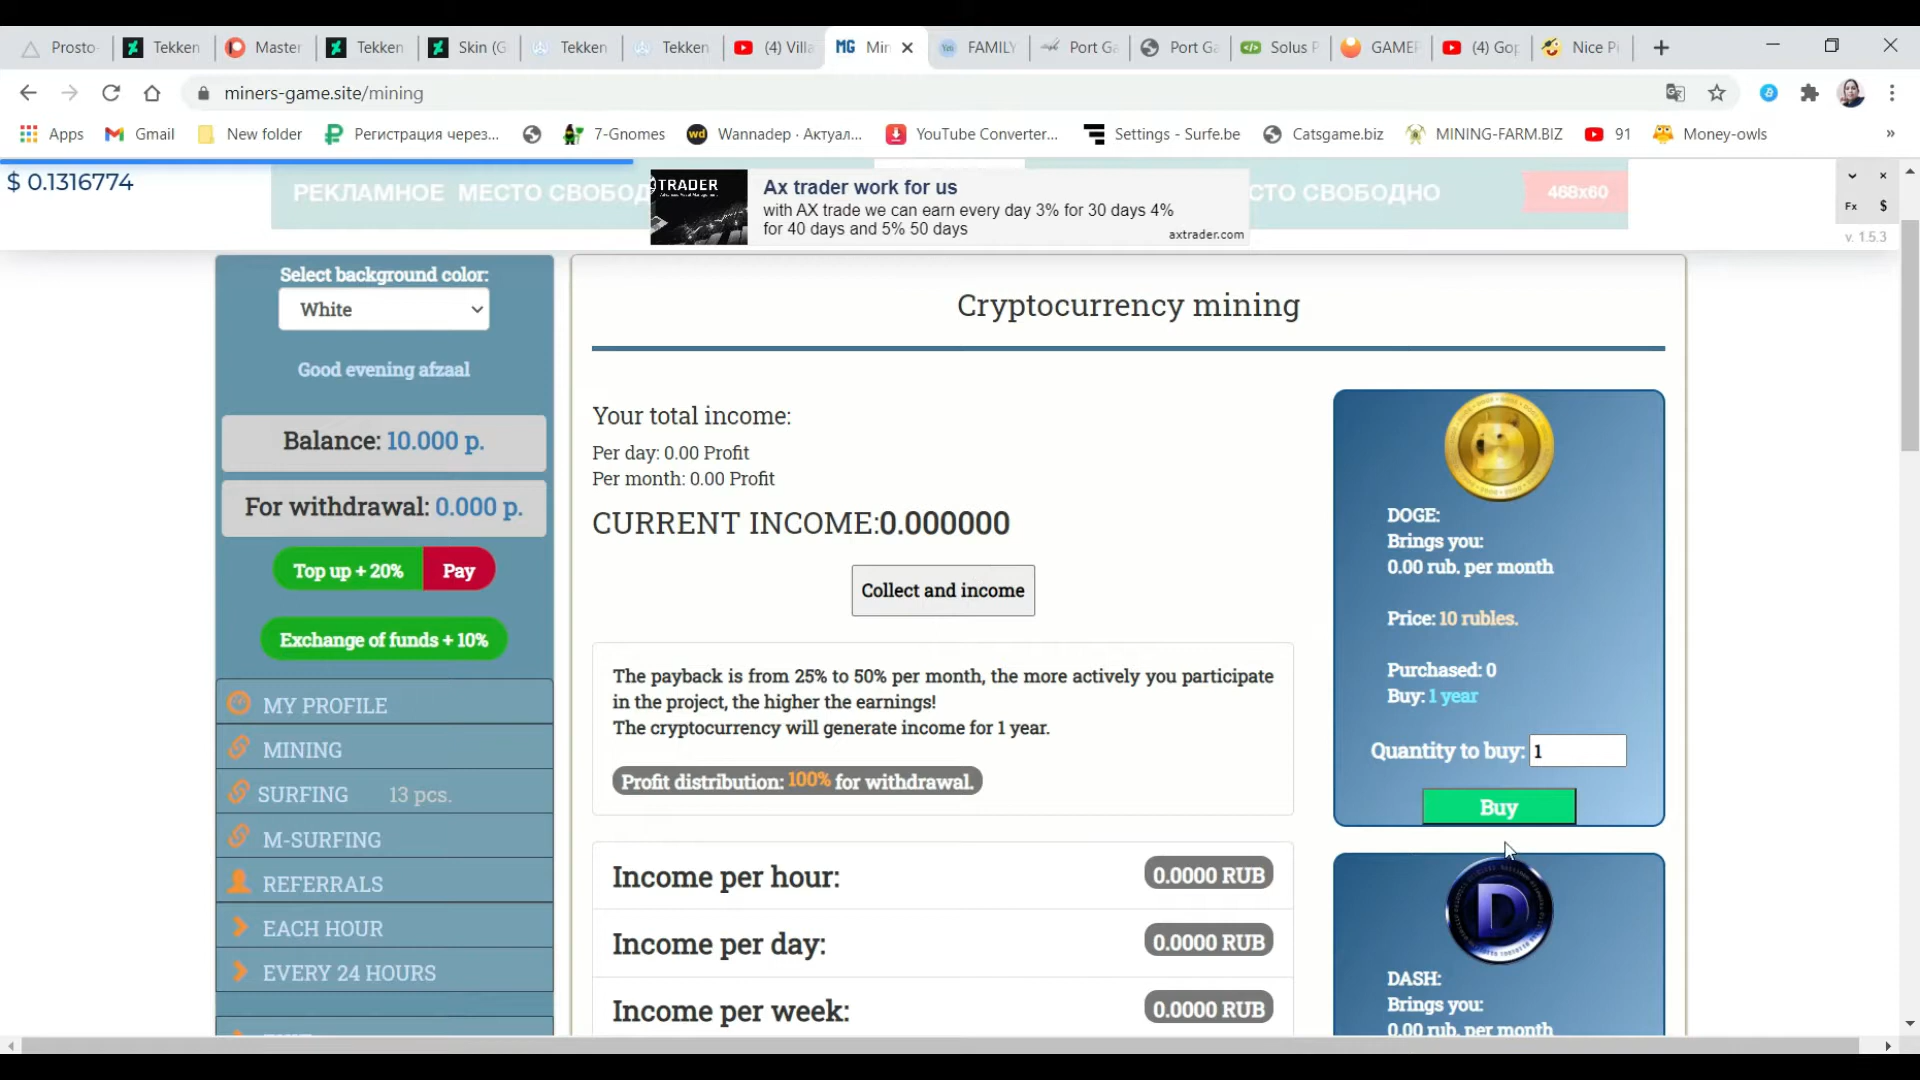 Prosto-
Tekken
Master
Tekken
Skin (G
Tekken
Tekken
(4) Villa
MG Min
FAMILY
Port Ga
Port Ga
Solus P
GAMEF
(4) Gop
Nice Pi
miners-game.site/mining
Apps
Gmail
New folder
Регистрация через...
7-Gnomes
wd Wannadep · Актуал...
YouTube Converter...
Settings - Surfe.be
Catsgame.biz
MINING-FARM.BIZ
91
Money-owls
»
$ 0.1316774
РЕКЛАМНОЕ МЕСТО СВОБОД
TRADER
Ax trader work for us
with AX trade we can earn every day 3% for 30 days 4%
for 40 days and 5% 50 days
axtrader.com
СТО СВОБОДНО
468x60
Fx $
v. 1.5.3
Select background color:
White
Good evening afzaal
Balance: 10.000 p.
For withdrawal: 0.000 p.
Top up + 20% Pay
Exchange of funds + 10%
MY PROFILE
MINING
SURFING 13 pcs.
M-SURFING
REFERRALS
EACH HOUR
EVERY 24 HOURS
Cryptocurrency mining
Your total income:
Per day: 0.00 Profit
Per month: 0.00 Profit
CURRENT INCOME:0.000000
Collect and income
The payback is from 25% to 50% per month, the more actively you participate
in the project, the higher the earnings!
The cryptocurrency will generate income for 1 year.
Profit distribution: 100% for withdrawal.
Income per hour: 0.0000 RUB
Income per day: 0.0000 RUB
Income per week: 0.0000 RUB
DOGE:
Brings you:
0.00 rub. per month
Price: 10 rubles.
Purchased: 0
Buy: 1 year
Quantity to buy: 1
Buy
DASH:
Brings you:
0.00 rub. per month